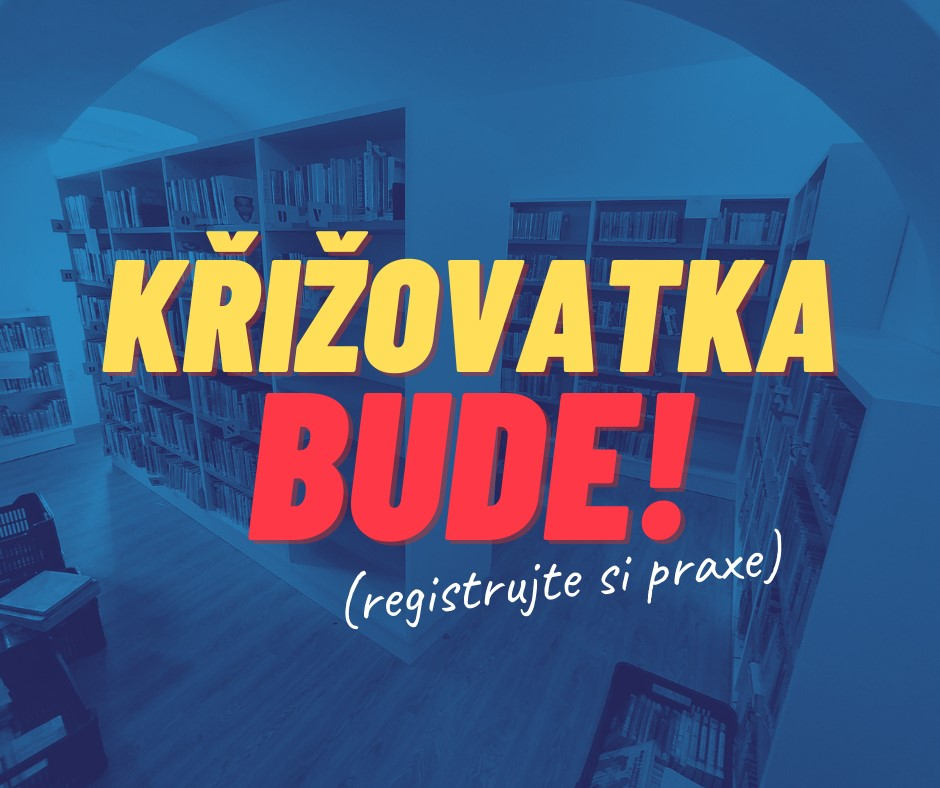 KŘIŽOVATKA
BUDE!
(registrujte si praxe)